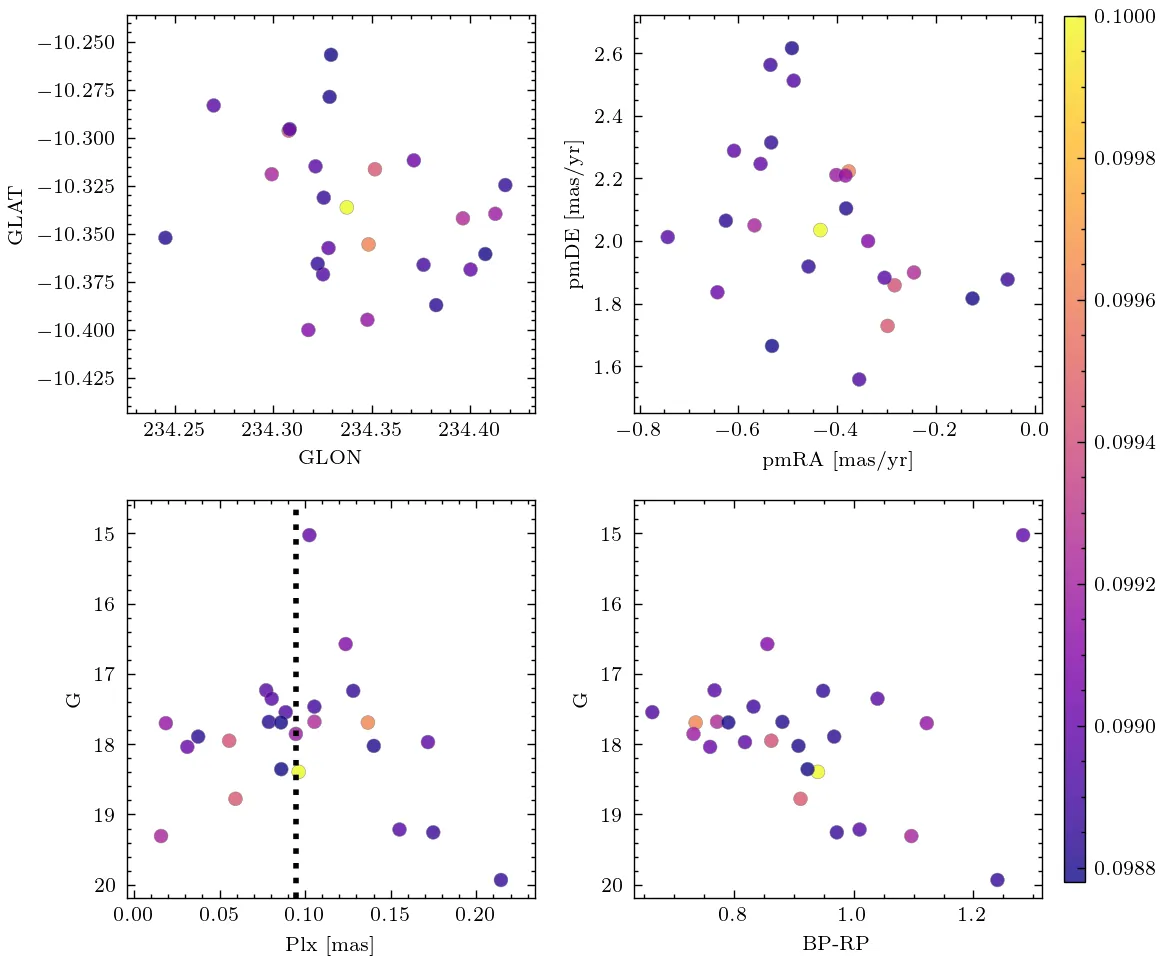 −10.250
−10.275
−10.300
−10.325
−10.350
−10.375
−10.400
−10.425
GLAT
234.25 234.30 234.35 234.40
GLON
2.6
2.4
2.2
2.0
1.8
1.6
pmDE [mas/yr]
−0.8 −0.6 −0.4 −0.2 0.0
pmRA [mas/yr]
15
16
17
18
19
20
G
0.00 0.05 0.10 0.15 0.20
Plx [mas]
15
16
17
18
19
20
G
0.8 1.0 1.2
BP-RP
0.1000
0.0998
0.0996
0.0994
0.0992
0.0990
0.0988